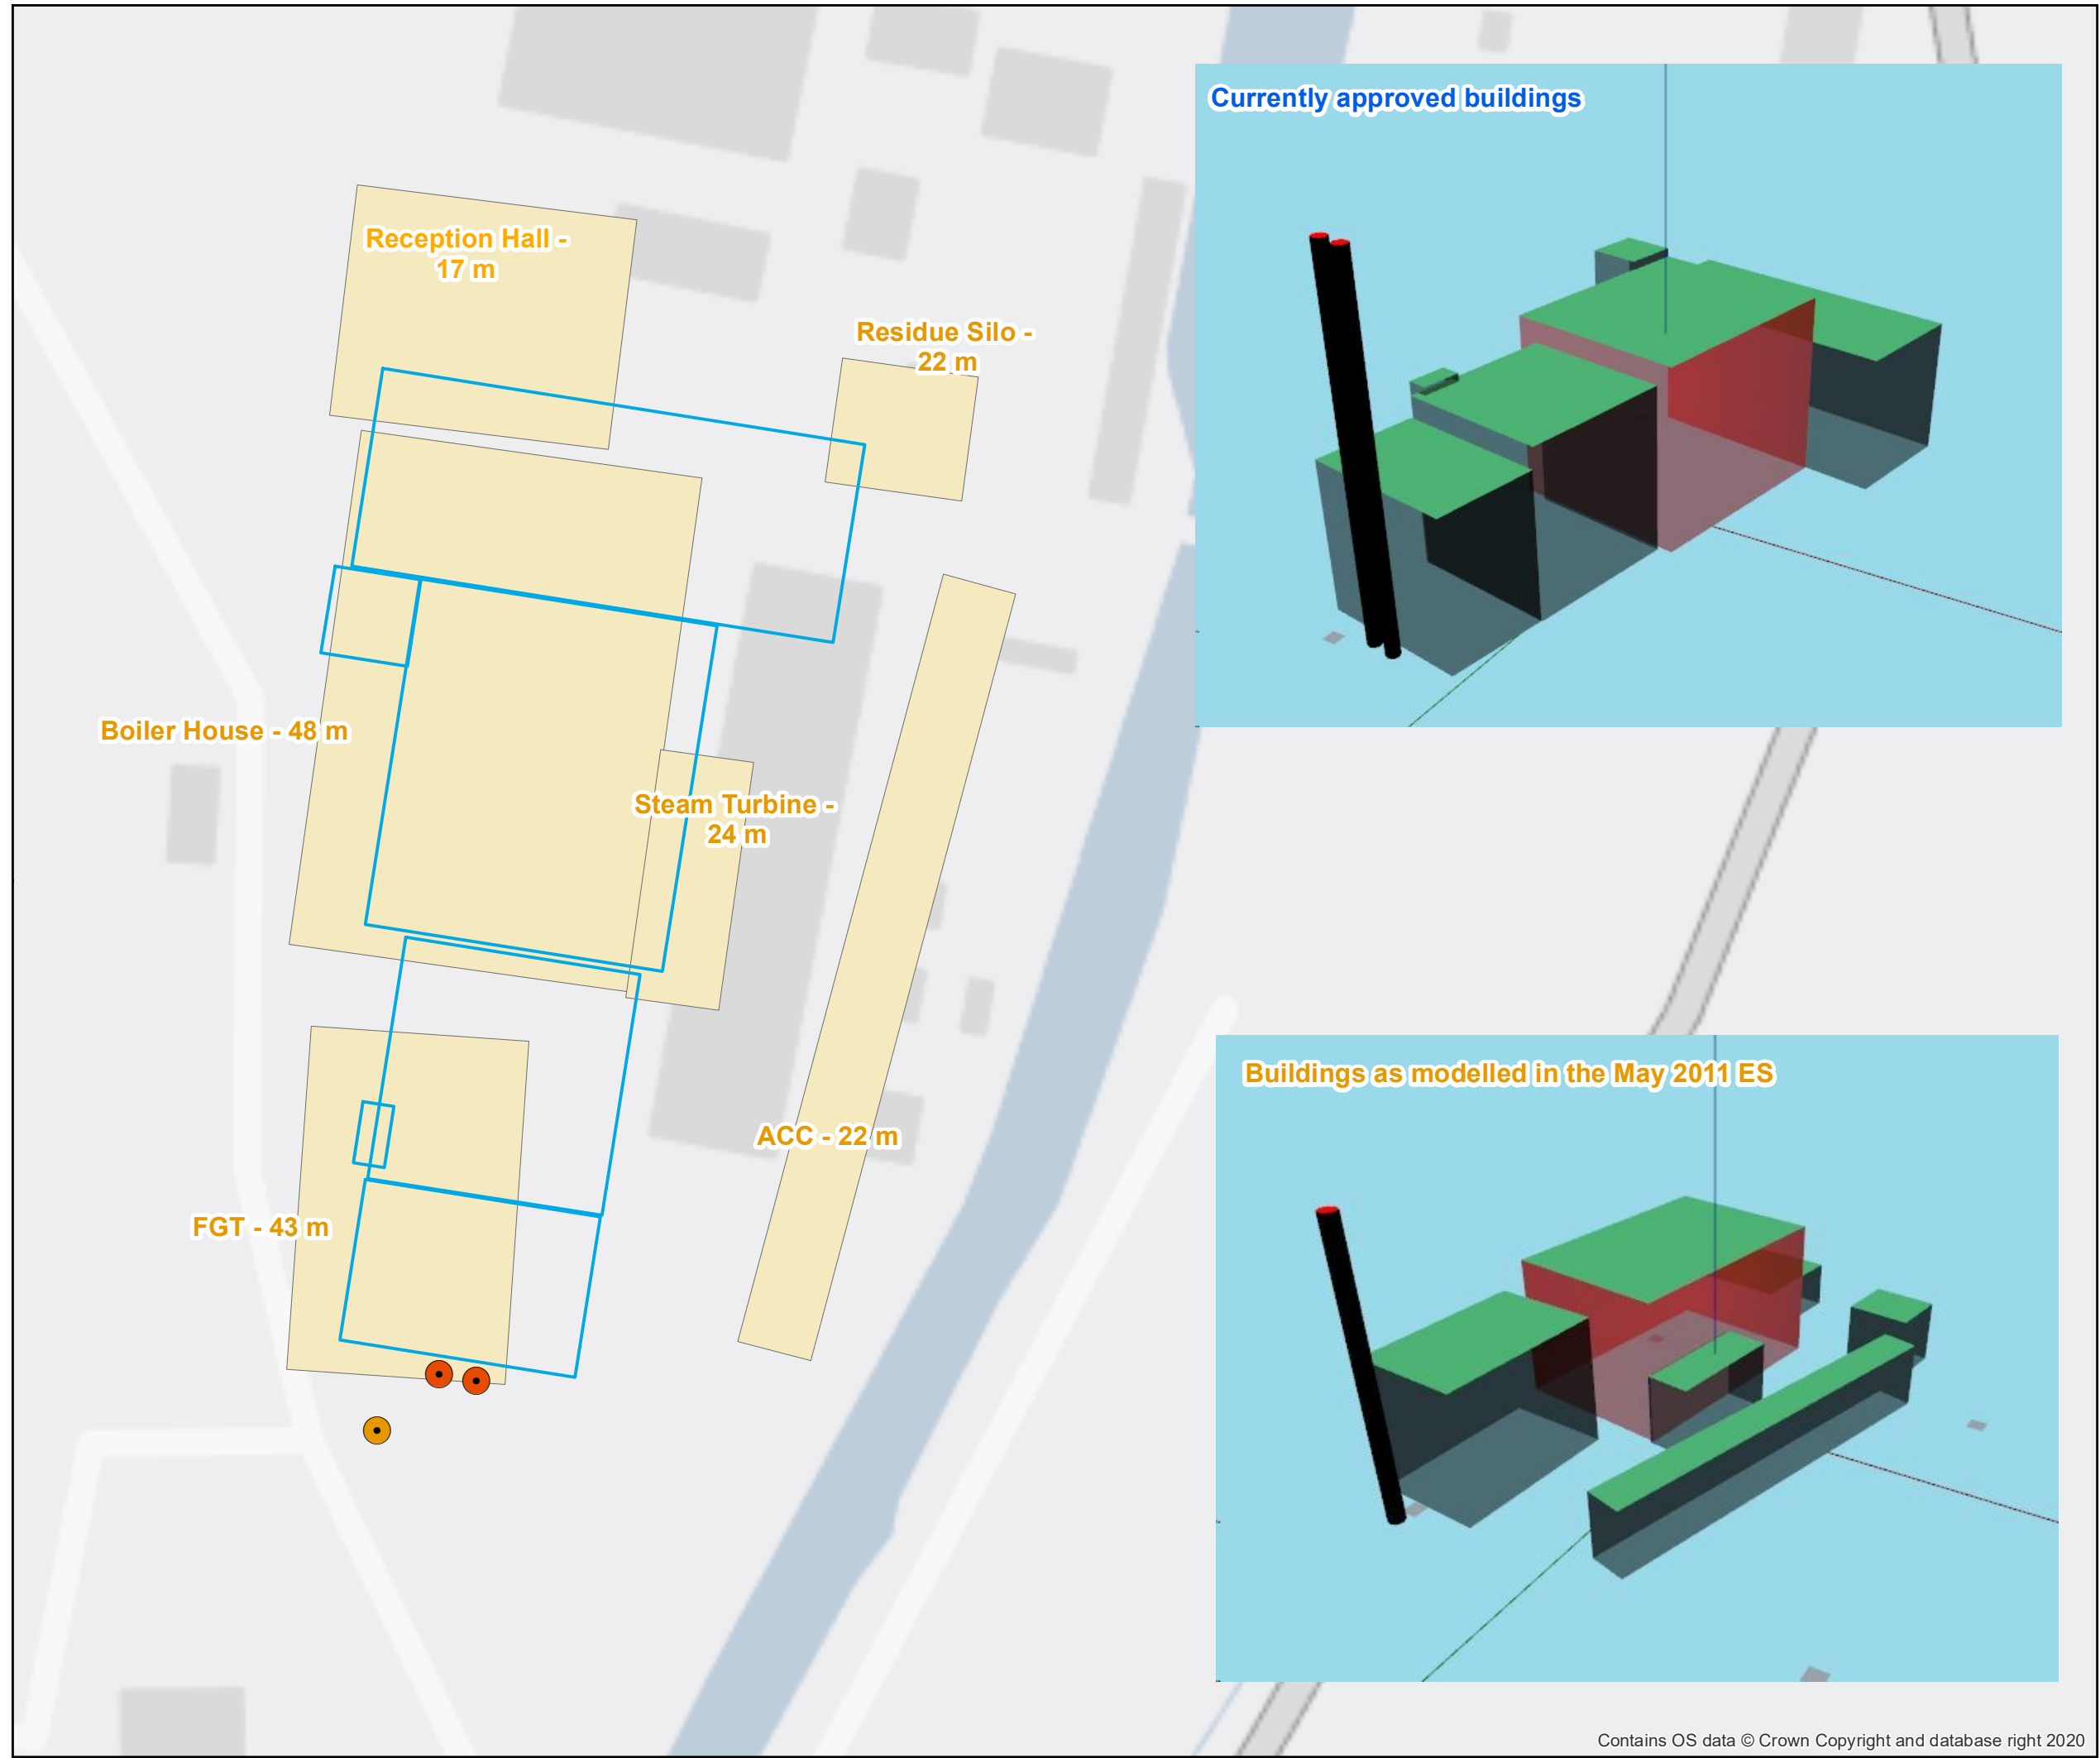 Currently approved buildings
Reception Hall -
17 m
Residue Silo -
22 m
Boiler House - 48 m
Steam Turbine -
24 m
Buildings as modelled in the May 2011 ES
ACC - 22 m
FGT - 43 m
Contains OS data © Crown Copyright and database right 2020